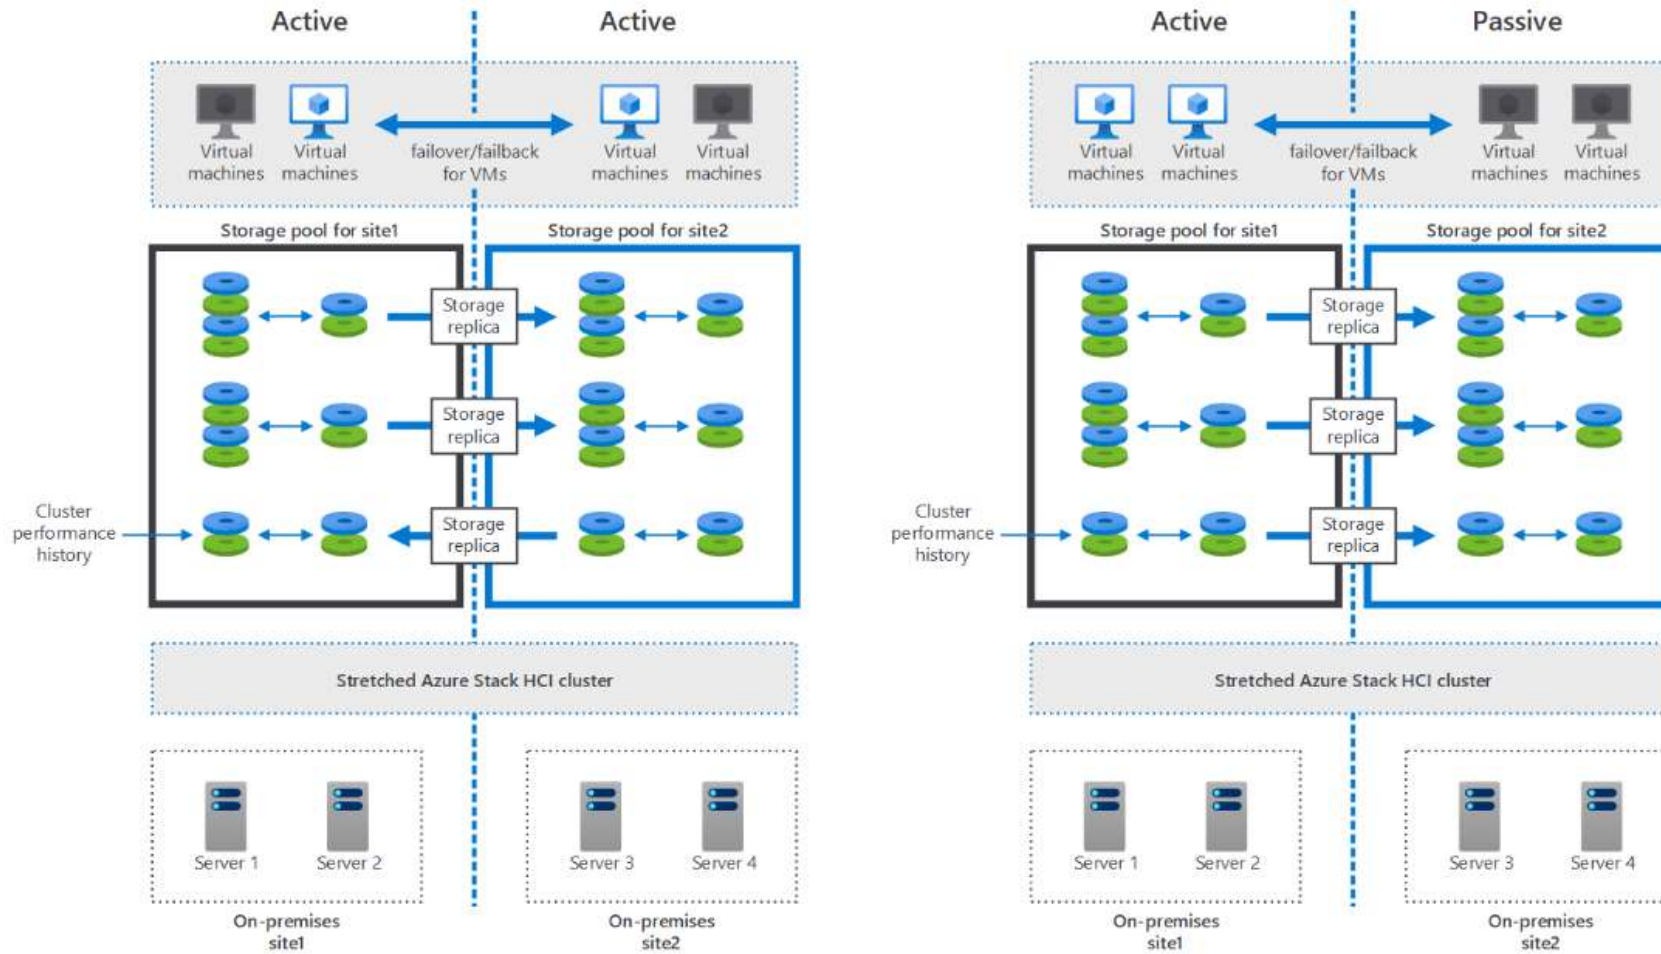 Active
Active
Virtual
machines
Virtual
machines
failover/failback
for VMs
Virtual
machines
Virtual
machines
Storage pool for site1
Storage pool for site2
Storage
replica
Storage
replica
Storage
replica
Cluster
performance
history
Stretched Azure Stack HCI cluster
Server 1
Server 2
Server 3
Server 4
On-premises
site1
On-premises
site2
Active
Passive
Virtual
machines
Virtual
machines
failover/failback
for VMs
Virtual
machines
Virtual
machines
Storage pool for site1
Storage pool for site2
Storage
replica
Storage
replica
Storage
replica
Cluster
performance
history
Stretched Azure Stack HCI cluster
Server 1
Server 2
Server 3
Server 4
On-premises
site1
On-premises
site2